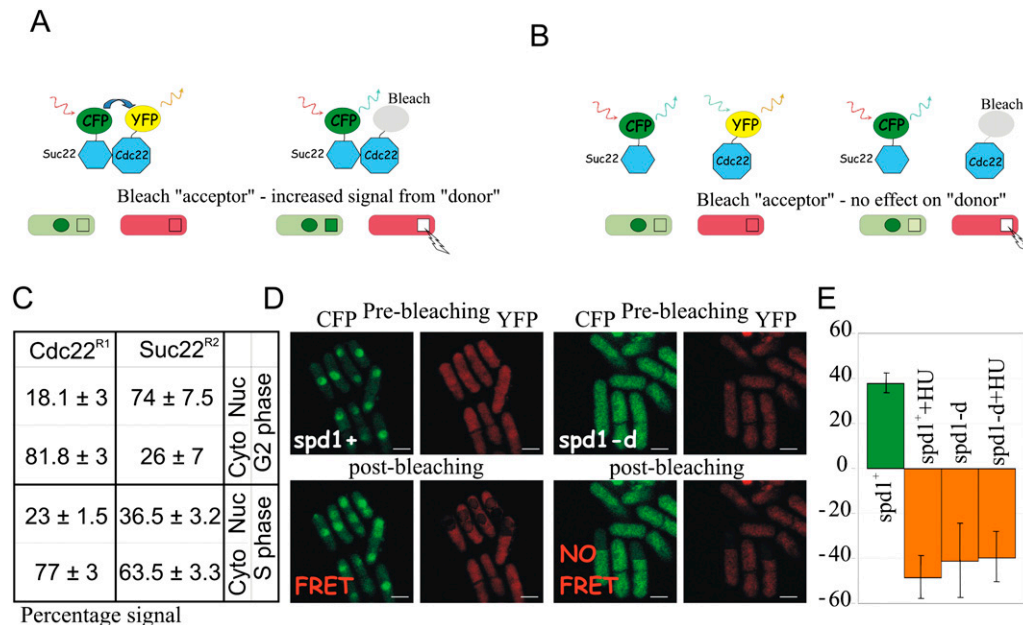 A
B
CFP
YFP
Suc22
Cdc22
CFP
Bleach
Suc22
Cdc22
CFP
YFP
Suc22
Cdc22
CFP
Bleach
Suc22
Cdc22
Bleach "acceptor" - increased signal from "donor"
Bleach "acceptor" - no effect on "donor"
C
Cdc22R1 Suc22R2
18.1 ± 3 74 ± 7.5 Nuc
81.8 ± 3 26 ± 7 Cyto
G2 phase
23 ± 1.5 36.5 ± 3.2 Nuc
77 ± 3 63.5 ± 3.3 Cyto
S phase
Percentage signal
D
CFP Pre-bleaching YFP
CFP Pre-bleaching YFP
spd1+
spd1-d
post-bleaching
post-bleaching
FRET
NO
FRET
E
60
40
20
0
-20
-40
-60
spd1+
spd1++HU
spd1-d
spd1-d+HU